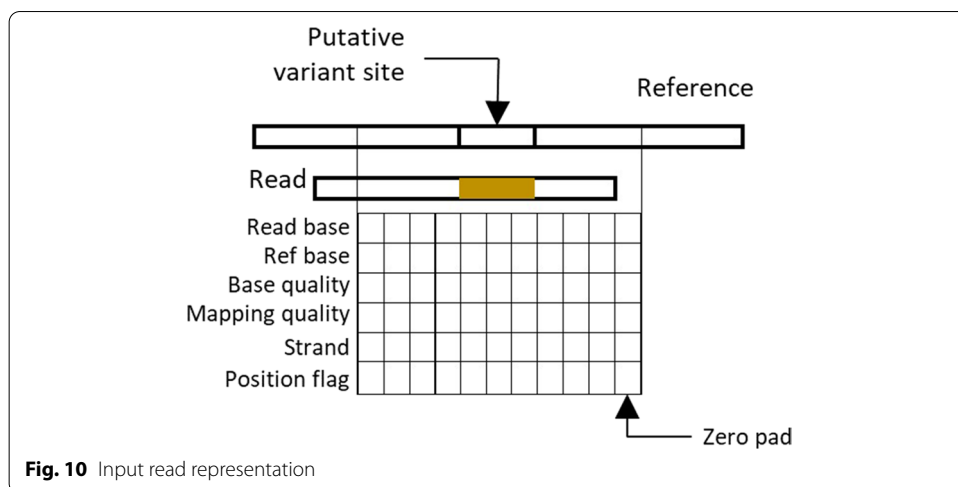 Putative
variant site
Reference
Read
Read base
Ref base
Base quality
Mapping quality
Strand
Position flag
Zero pad
Fig. 10 Input read representation